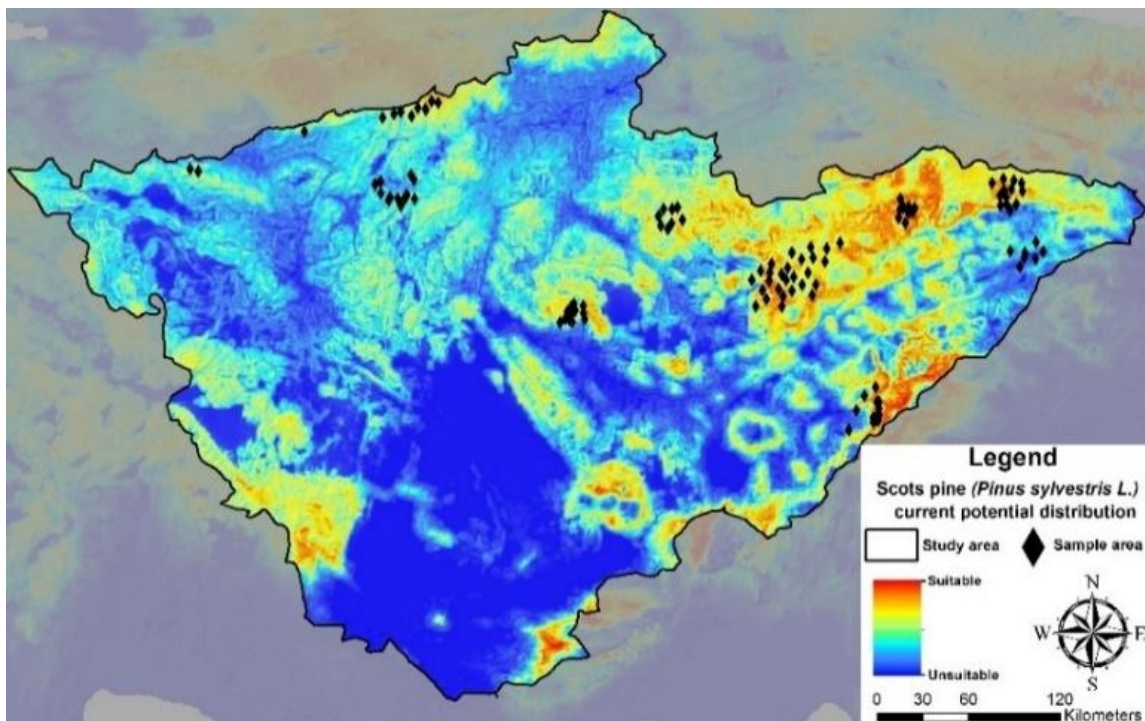 Legend
Scots pine (Pinus sylvestris L.)
current potential distribution
Study area
Sample area
Suitable
Unsuitable
N
W E
S
0 30 60 120
Kilometers